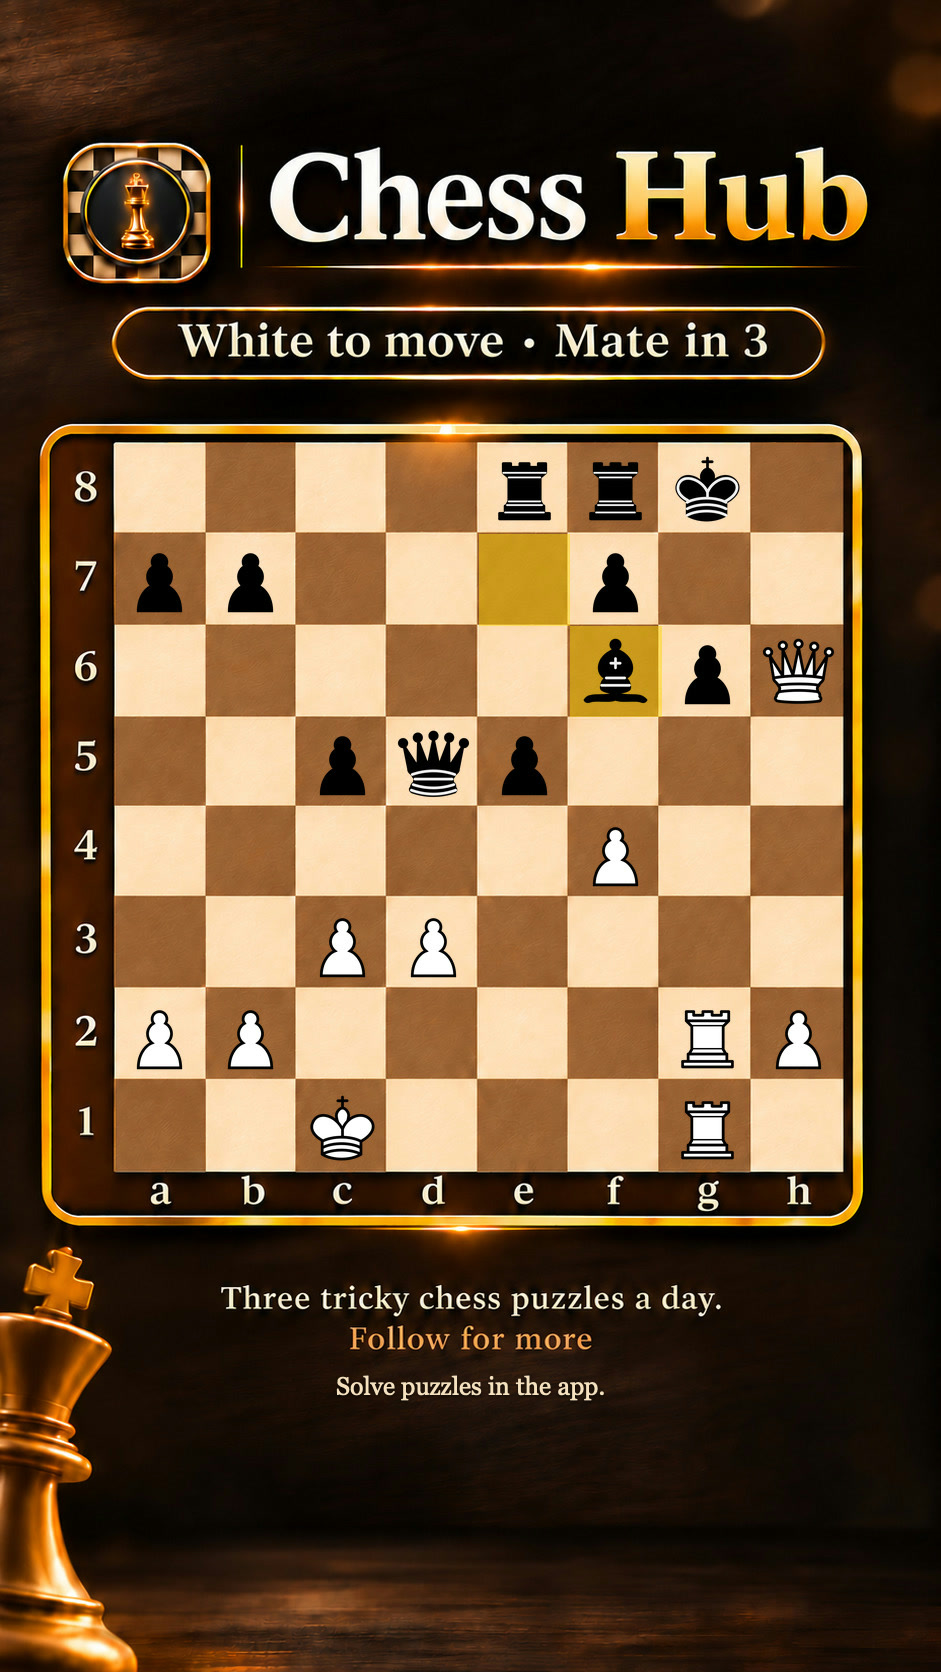 Chess Hub
White to move • Mate in 3
8
7
6
5
4
3
2
1
a b c d e f g h
Three tricky chess puzzles a day.
Follow for more
Solve puzzles in the app.